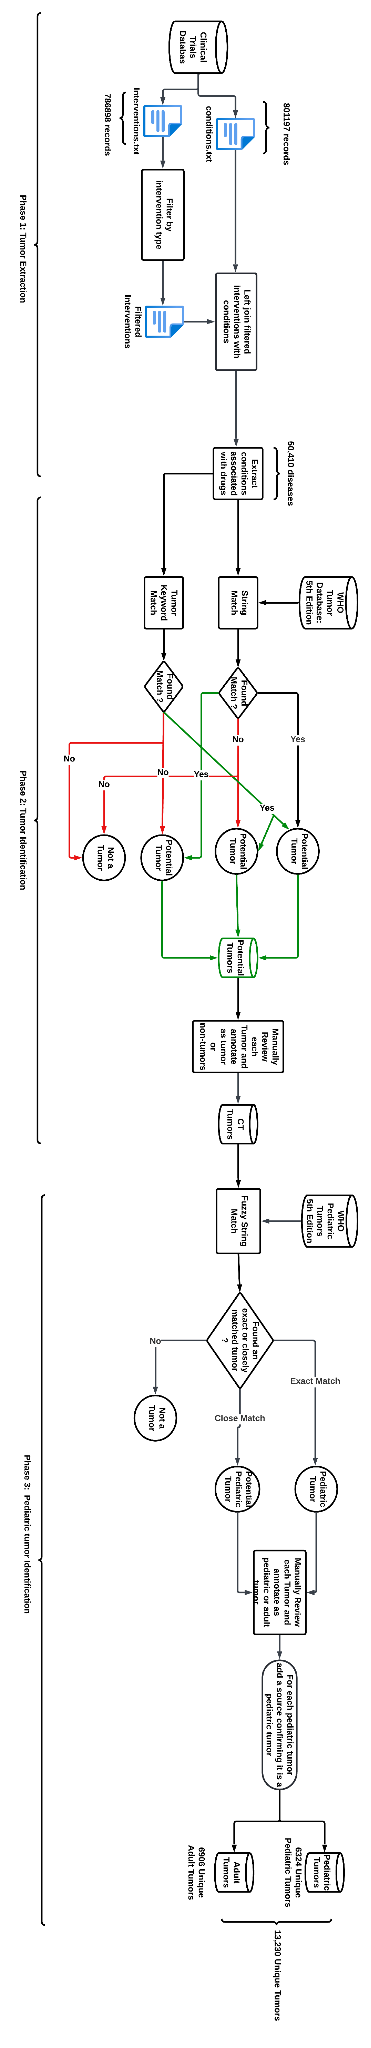 Clinical
Trials
Databas
801197 records
conditions.txt
Interventions.txt
786898 records
Filter by
intervention type
Filtered
Interventions
Left join filtered
interventions with
conditions
Phase 1: Tumor Extraction
50,410 diseases
Extract
conditions
associated
with drugs
WHO
Tumor
Database:
5th Edition
String
Match
Tumor
Keyword
Match
Found
Match ?
Found
Match ?
Yes
No
Yes
Yes
No
No
No
Potential
Tumor
Potential
Tumor
Potential
Tumor
Not a
Tumor
Potential
Tumors
Manually
Review
each
Tumor and
annotate
as tumor
or
non-tumors
CT
Tumors
Phase 2: Tumor Identification
WHO
Pediatric
Tumors
5th Edition
Fuzzy String
Match
Found an
exact or closely
matched tumor
?
Exact Match
Close Match
No
Not a
Tumor
Pediatric
Tumor
Potential
Pediatric
Tumor
Manually Review
each Tumor and
annotate as
pediatric or adult
tumor
For each pediatric tumor
add a source confirming it is a
pediatric tumor
Pediatric
Tumors
6324 Unique
Pediatric Tumors
Adult
Tumors
6906 Unique
Adult Tumors
13,230 Unique Tumors
Phase 3: Pediatric tumor Identification